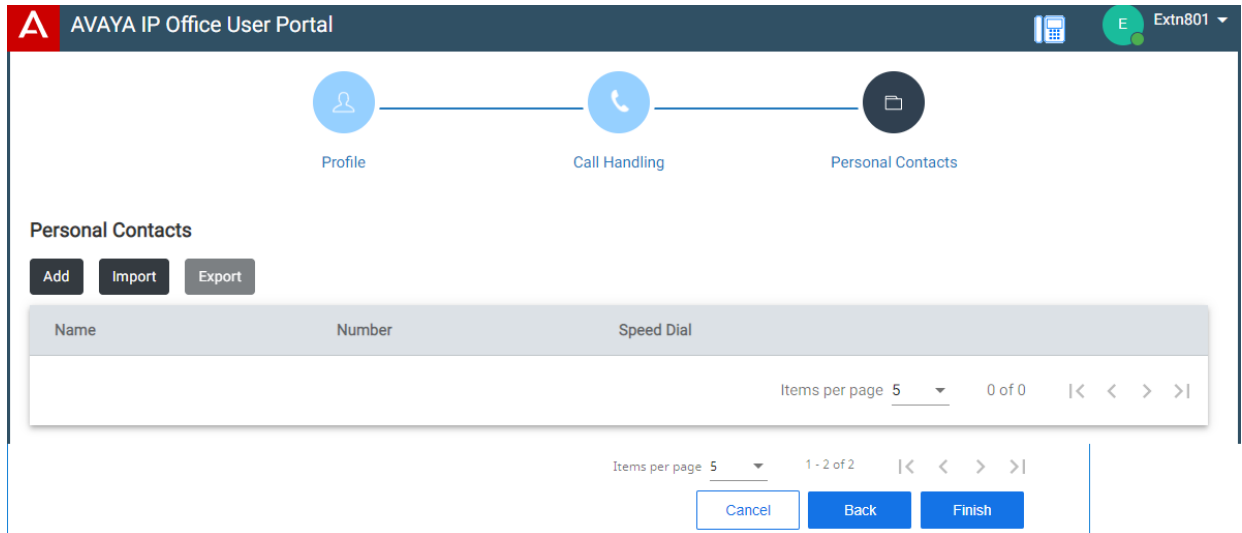 AVAYA IP Office User Portal
E
Extn801
Profile
Call Handling
Personal Contacts
Personal Contacts
Add
Import
Export
Name
Number
Speed Dial
Items per page 5
0 of 0
Items per page 5
1 - 2 of 2
Cancel
Back
Finish